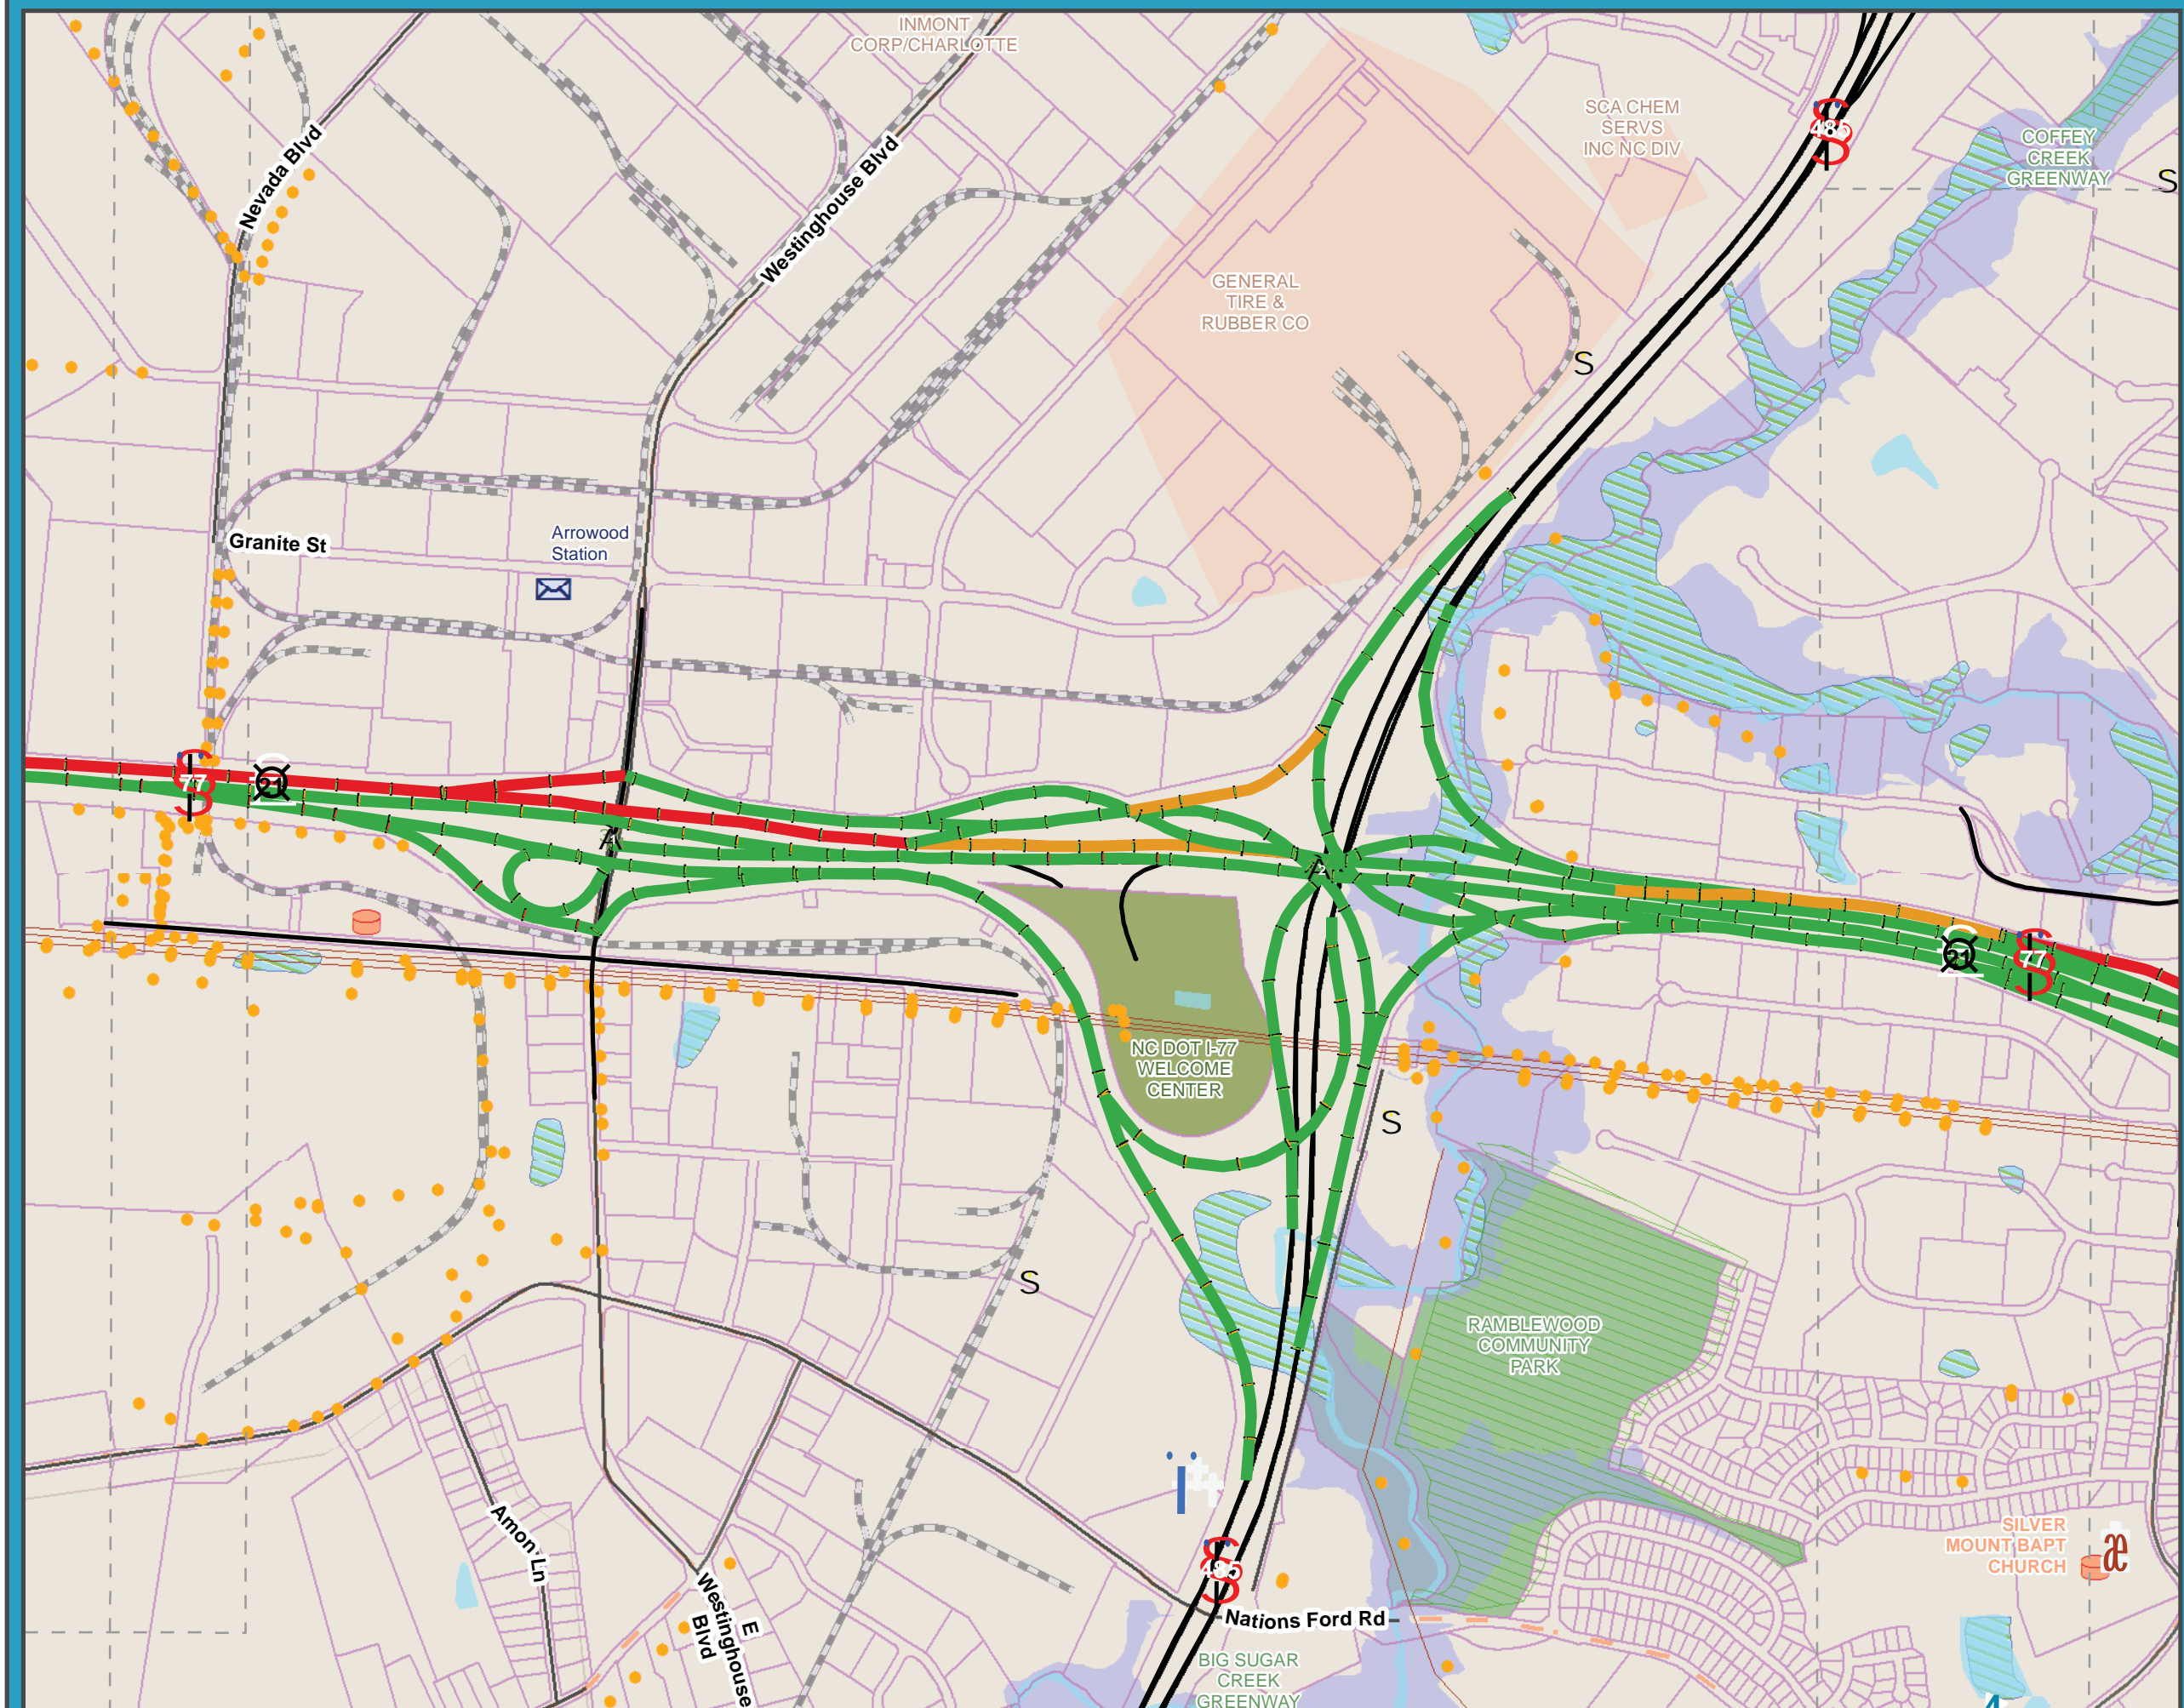 INMONT
CORP/CHARLOTTE
SCA CHEM
SERVS
INC NC DIV
COFFEY
CREEK
GREENWAY
S
Nevada Blvd
Westinghouse Blvd
GENERAL
TIRE &
RUBBER CO
S
Granite St
Arrowood
Station
77
21
21
77
NC DOT I-77
WELCOME
CENTER
S
S
RAMBLEWOOD
COMMUNITY
PARK
Amon Ln
E
Westinghouse
Blvd
SILVER
MOUNT BAPT
CHURCH
æ
Nations Ford Rd
BIG SUGAR
CREEK
GREENWAY